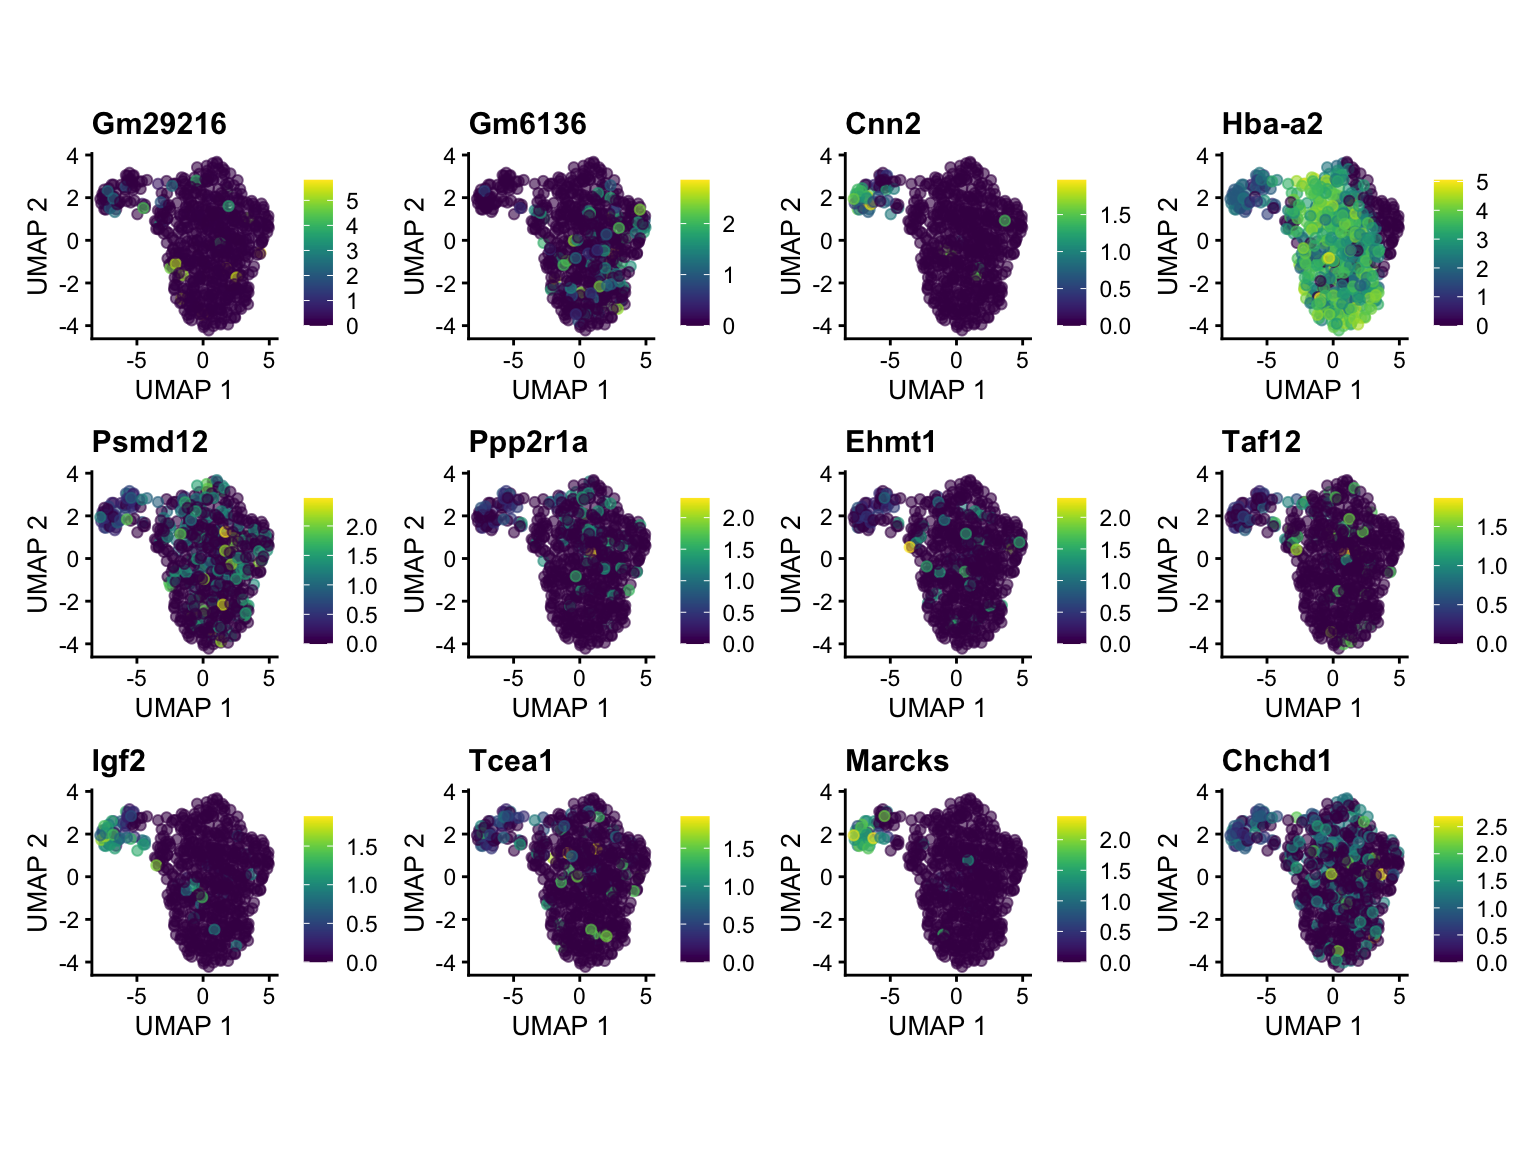 Gm29216 Gm6136 Cnn2 Hba-a2
4 4 4 4
5 5
2 2 2 2
4 2 1.5 4
UMAP 2 UMAP 2 UMAP 2 UMAP 2
0 3 0 0 1.0 0 3
2 1 2
-2 -2 -2 0.5 -2
1 1
-4 0 -4 0 -4 0.0 -4 0
-5 0 5 -5 0 5 -5 0 5 -5 0 5
UMAP 1 UMAP 1 UMAP 1 UMAP 1
Psmd12 Ppp2r1a Ehmt1 Taf12
4 4 4 4
2 2.0 2 2.0 2 2.0 2 1.5
UMAP 2 UMAP 2 UMAP 2 UMAP 2
0 1.5 0 1.5 0 1.5 0
1.0 1.0 1.0 1.0
-2 0.5 -2 0.5 -2 0.5 -2 0.5
-4 0.0 -4 0.0 -4 0.0 -4 0.0
-5 0 5 -5 0 5 -5 0 5 -5 0 5
UMAP 1 UMAP 1 UMAP 1 UMAP 1
Igf2 Tcea1 Marcks Chchd1
4 4 4 4
2.5
2 1.5 2 1.5 2 2.0 2 2.0
UMAP 2 UMAP 2 UMAP 2 UMAP 2
0 1.0 0 1.0 0 1.5 0 1.5
1.0 1.0
-2 0.5 -2 0.5 -2 0.5 -2 0.5
-4 0.0 -4 0.0 -4 0.0 -4 0.0
-5 0 5 -5 0 5 -5 0 5 -5 0 5
UMAP 1 UMAP 1 UMAP 1 UMAP 1